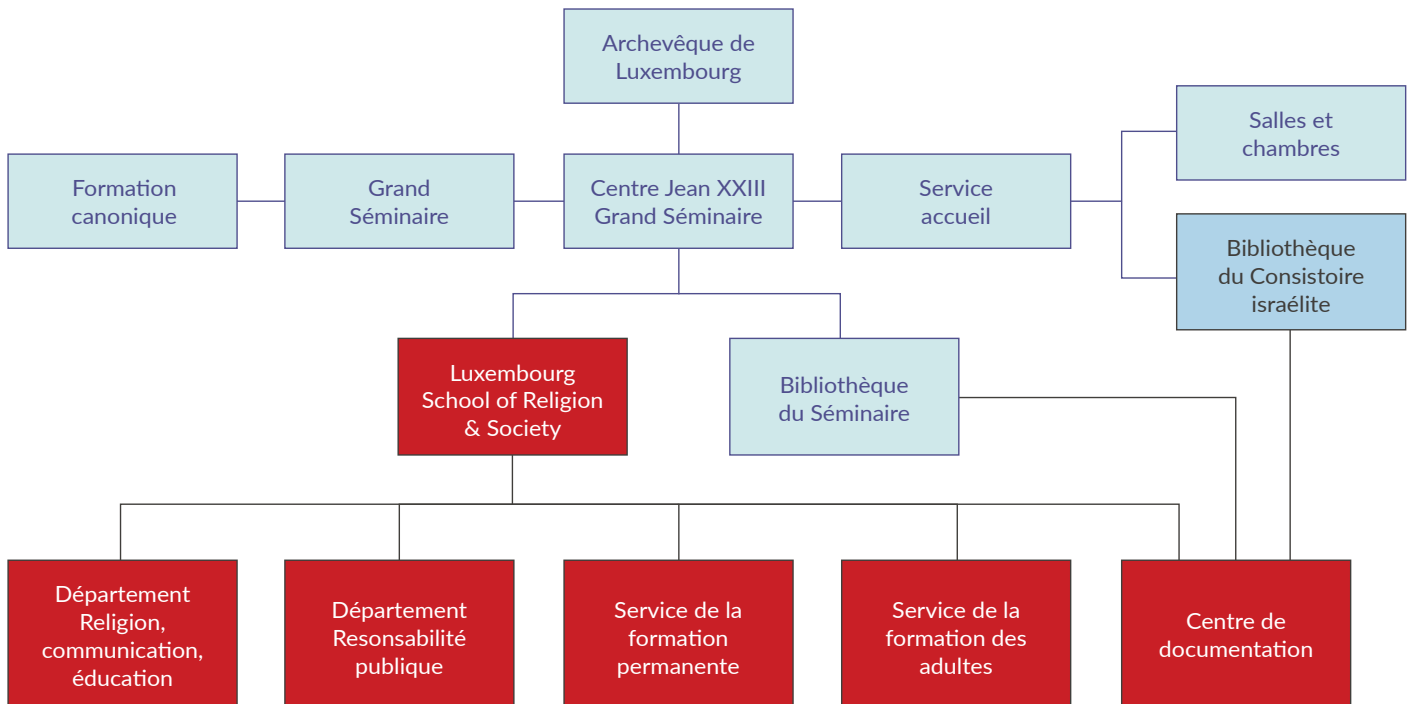 Archevêque de
Luxembourg
Salles et
chambres
Formation
canonique
Grand
Séminaire
Centre Jean XXIII
Grand Séminaire
Service
accueil
Bibliothèque
du Consistoire
israélite
Luxembourg
School of Religion
& Society
Bibliothèque
du Séminaire
Département
Religion,
communication,
éducation
Département
Resonsabilité
publique
Service de la
formation
permanente
Service de la
formation des
adultes
Centre de
documentation